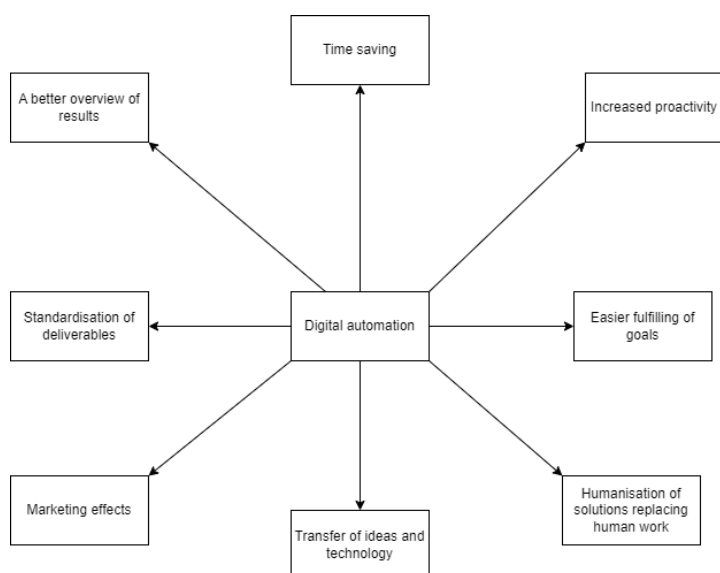 Time saving
A better overview of
results
Increased proactivity
Standardisation of
deliverables
Digital automation
Easier fulfilling of
goals
Marketing effects
Transfer of ideas and
technology
Humanisation of
solutions replacing
human work